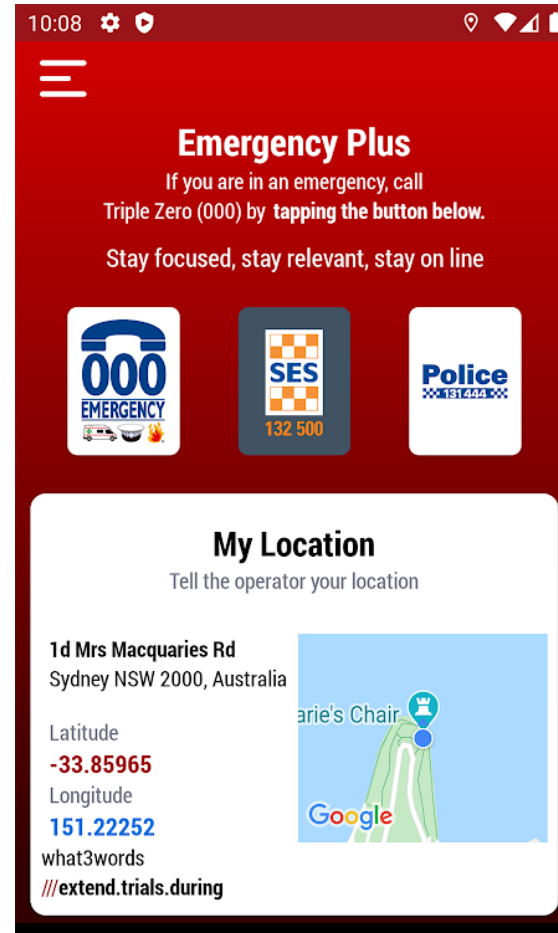 10:08
Emergency Plus
If you are in an emergency, call
Triple Zero (000) by tapping the button below.
Stay focused, stay relevant, stay on line
000
EMERGENCY
SES
132 500
Police
131 444
My Location
Tell the operator your location
1d Mrs Macquaries Rd
Sydney NSW 2000, Australia
Latitude
-33.85965
Longitude
151.22252
what3words
///extend.trials.during
arie's Chair
Google